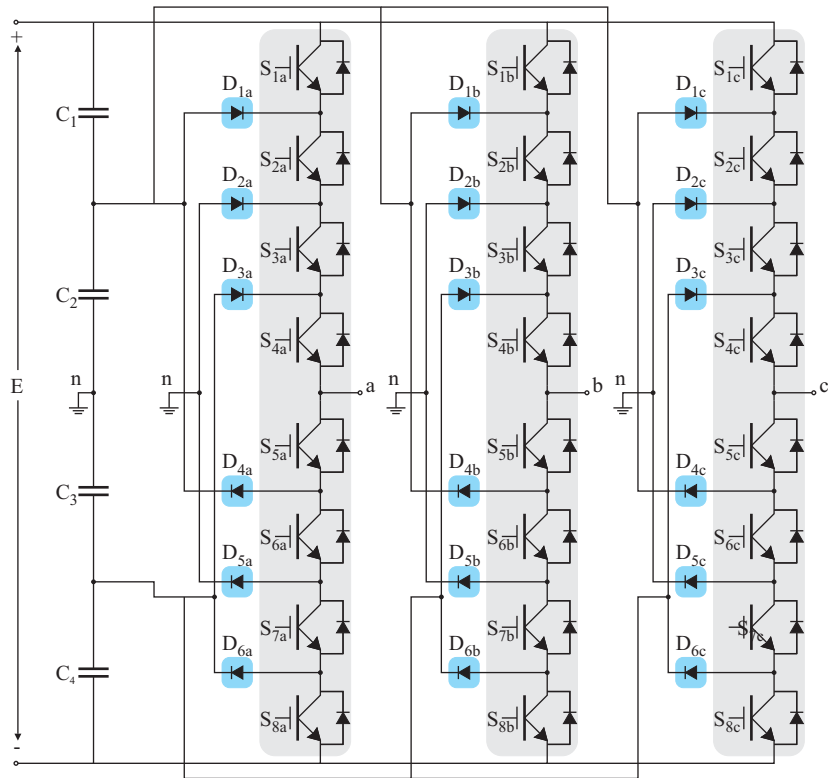 +
S1a
S1b
S1c
D1a
D1b
D1c
C1
S2a
S2b
S2c
D2a
D2b
D2c
S3a
S3b
S3c
D3a
D3b
D3c
C2
S4a
S4b
S4c
E
n
n
a
n
b
n
c
S5a
S5b
S5c
D4a
D4b
D4c
C3
S6a
S6b
S6c
D5a
D5b
D5c
S7a
S7b
S7c
D6a
D6b
D6c
C4
S8a
S8b
S8c
-